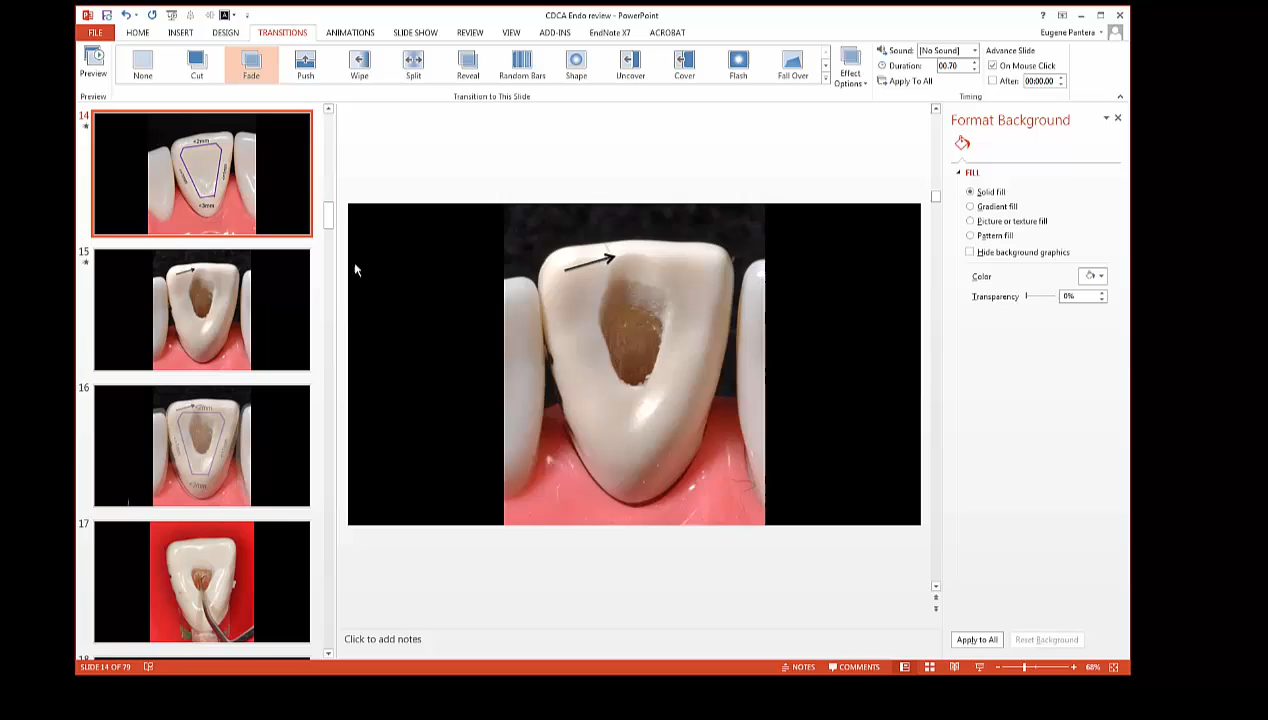 CDCA Endo review - PowerPoint
FILE HOME INSERT DESIGN TRANSITIONS ANIMATIONS SLIDE SHOW REVIEW VIEW ADD-INS EndNote X7 ACROBAT
Eugene Pantera
Preview
None Cut Fade Push Wipe Split Reveal Random Bars Shape Uncover Cover Flash Fall Over
Effect
Options
Sound: [No Sound]
Duration: 00.70
Apply To All
Advance Slide
On Mouse Click
After: 00:00.00
Preview
Transition to This Slide
Timing
14
<2mm
<3mm
15
16
<2mm
17
Format Background
FILL
Solid fill
Gradient fill
Picture or texture fill
Pattern fill
Hide background graphics
Color
Transparency 0%
Click to add notes
Apply to All Reset Background
SLIDE 14 OF 79
NOTES COMMENTS 68%